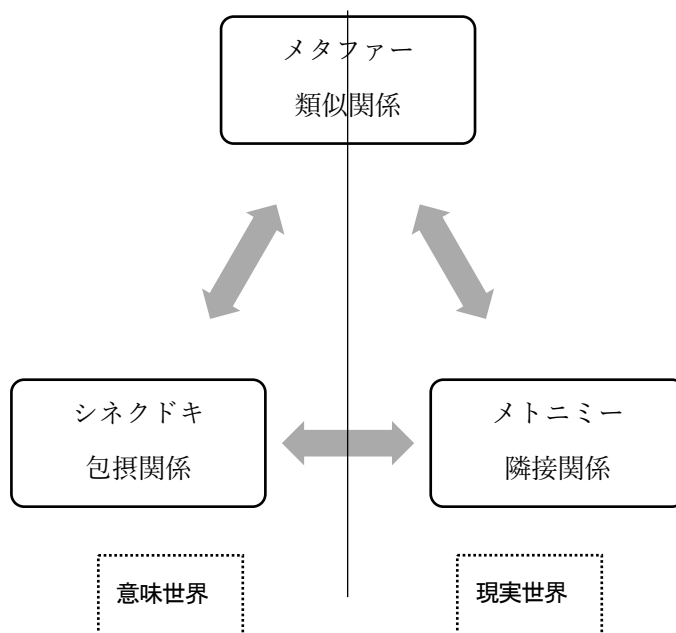 メタファー
類似関係
シネクドキ
包摂関係
メトニミー
隣接関係
意味世界
現実世界